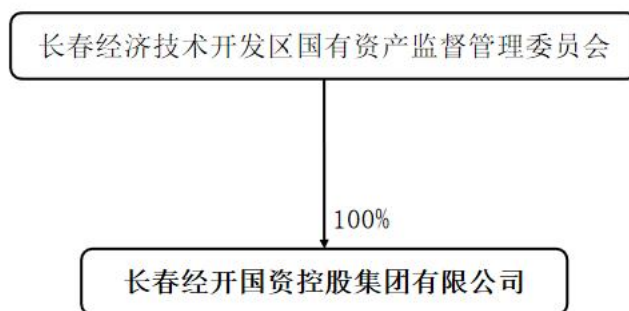 长春经济技术开发区国有资产监督管理委员会
100%
长春经开国资控股集团有限公司